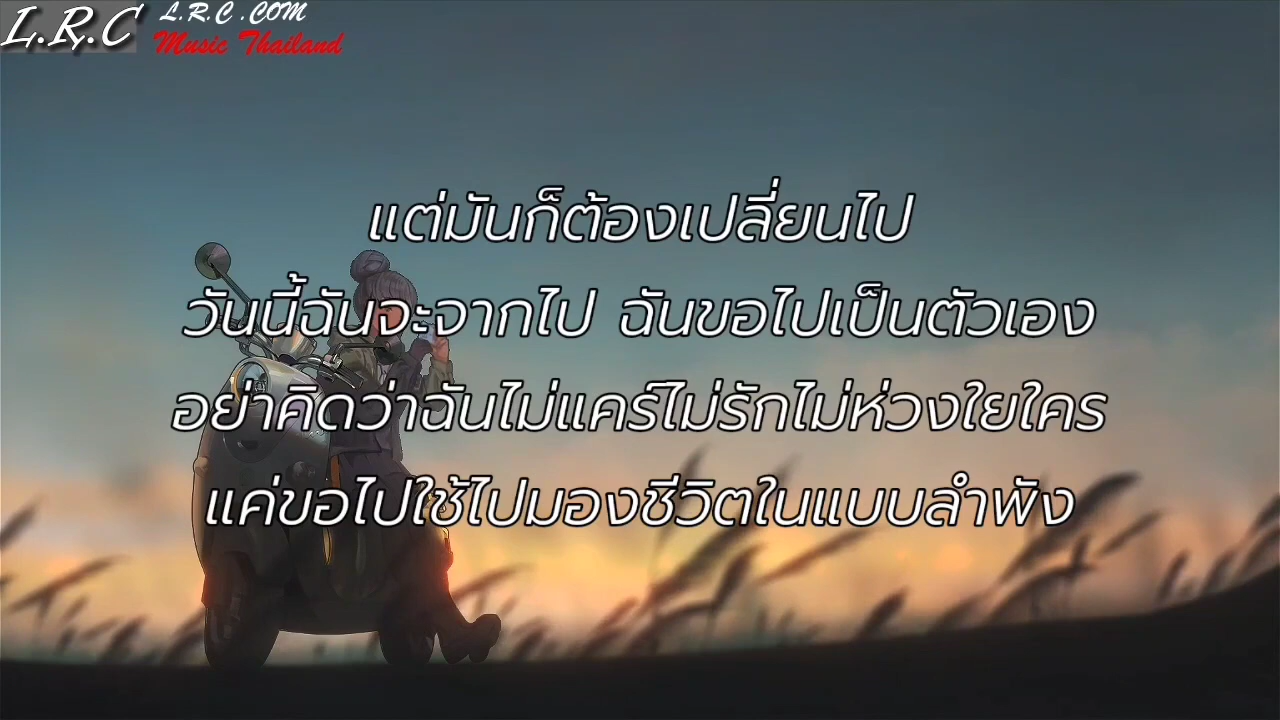 L.R.C
L.R.C .COM
Music Thailand
แต่มันก็ต้องเปลี่ยนไป
วันนี้ฉันจะจากไป ฉันขอไปเป็นตัวเอง
อย่าคิดว่าฉันไม่แคร์ไม่รักไม่ห่วงใยใคร
แค่ขอไปใช้ไปมองชีวิตในแบบลำพัง